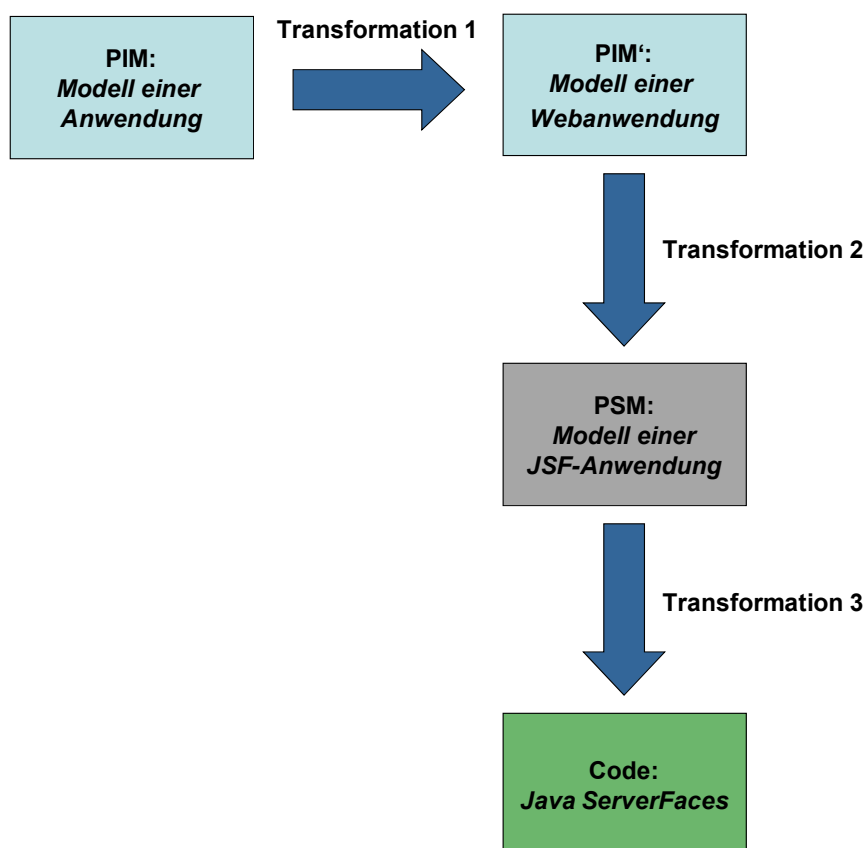 Transformation 1
PIM:
Modell einer
Anwendung
PIM‘:
Modell einer
Webanwendung
Transformation 2
PSM:
Modell einer
JSF-Anwendung
Transformation 3
Code:
Java ServerFaces